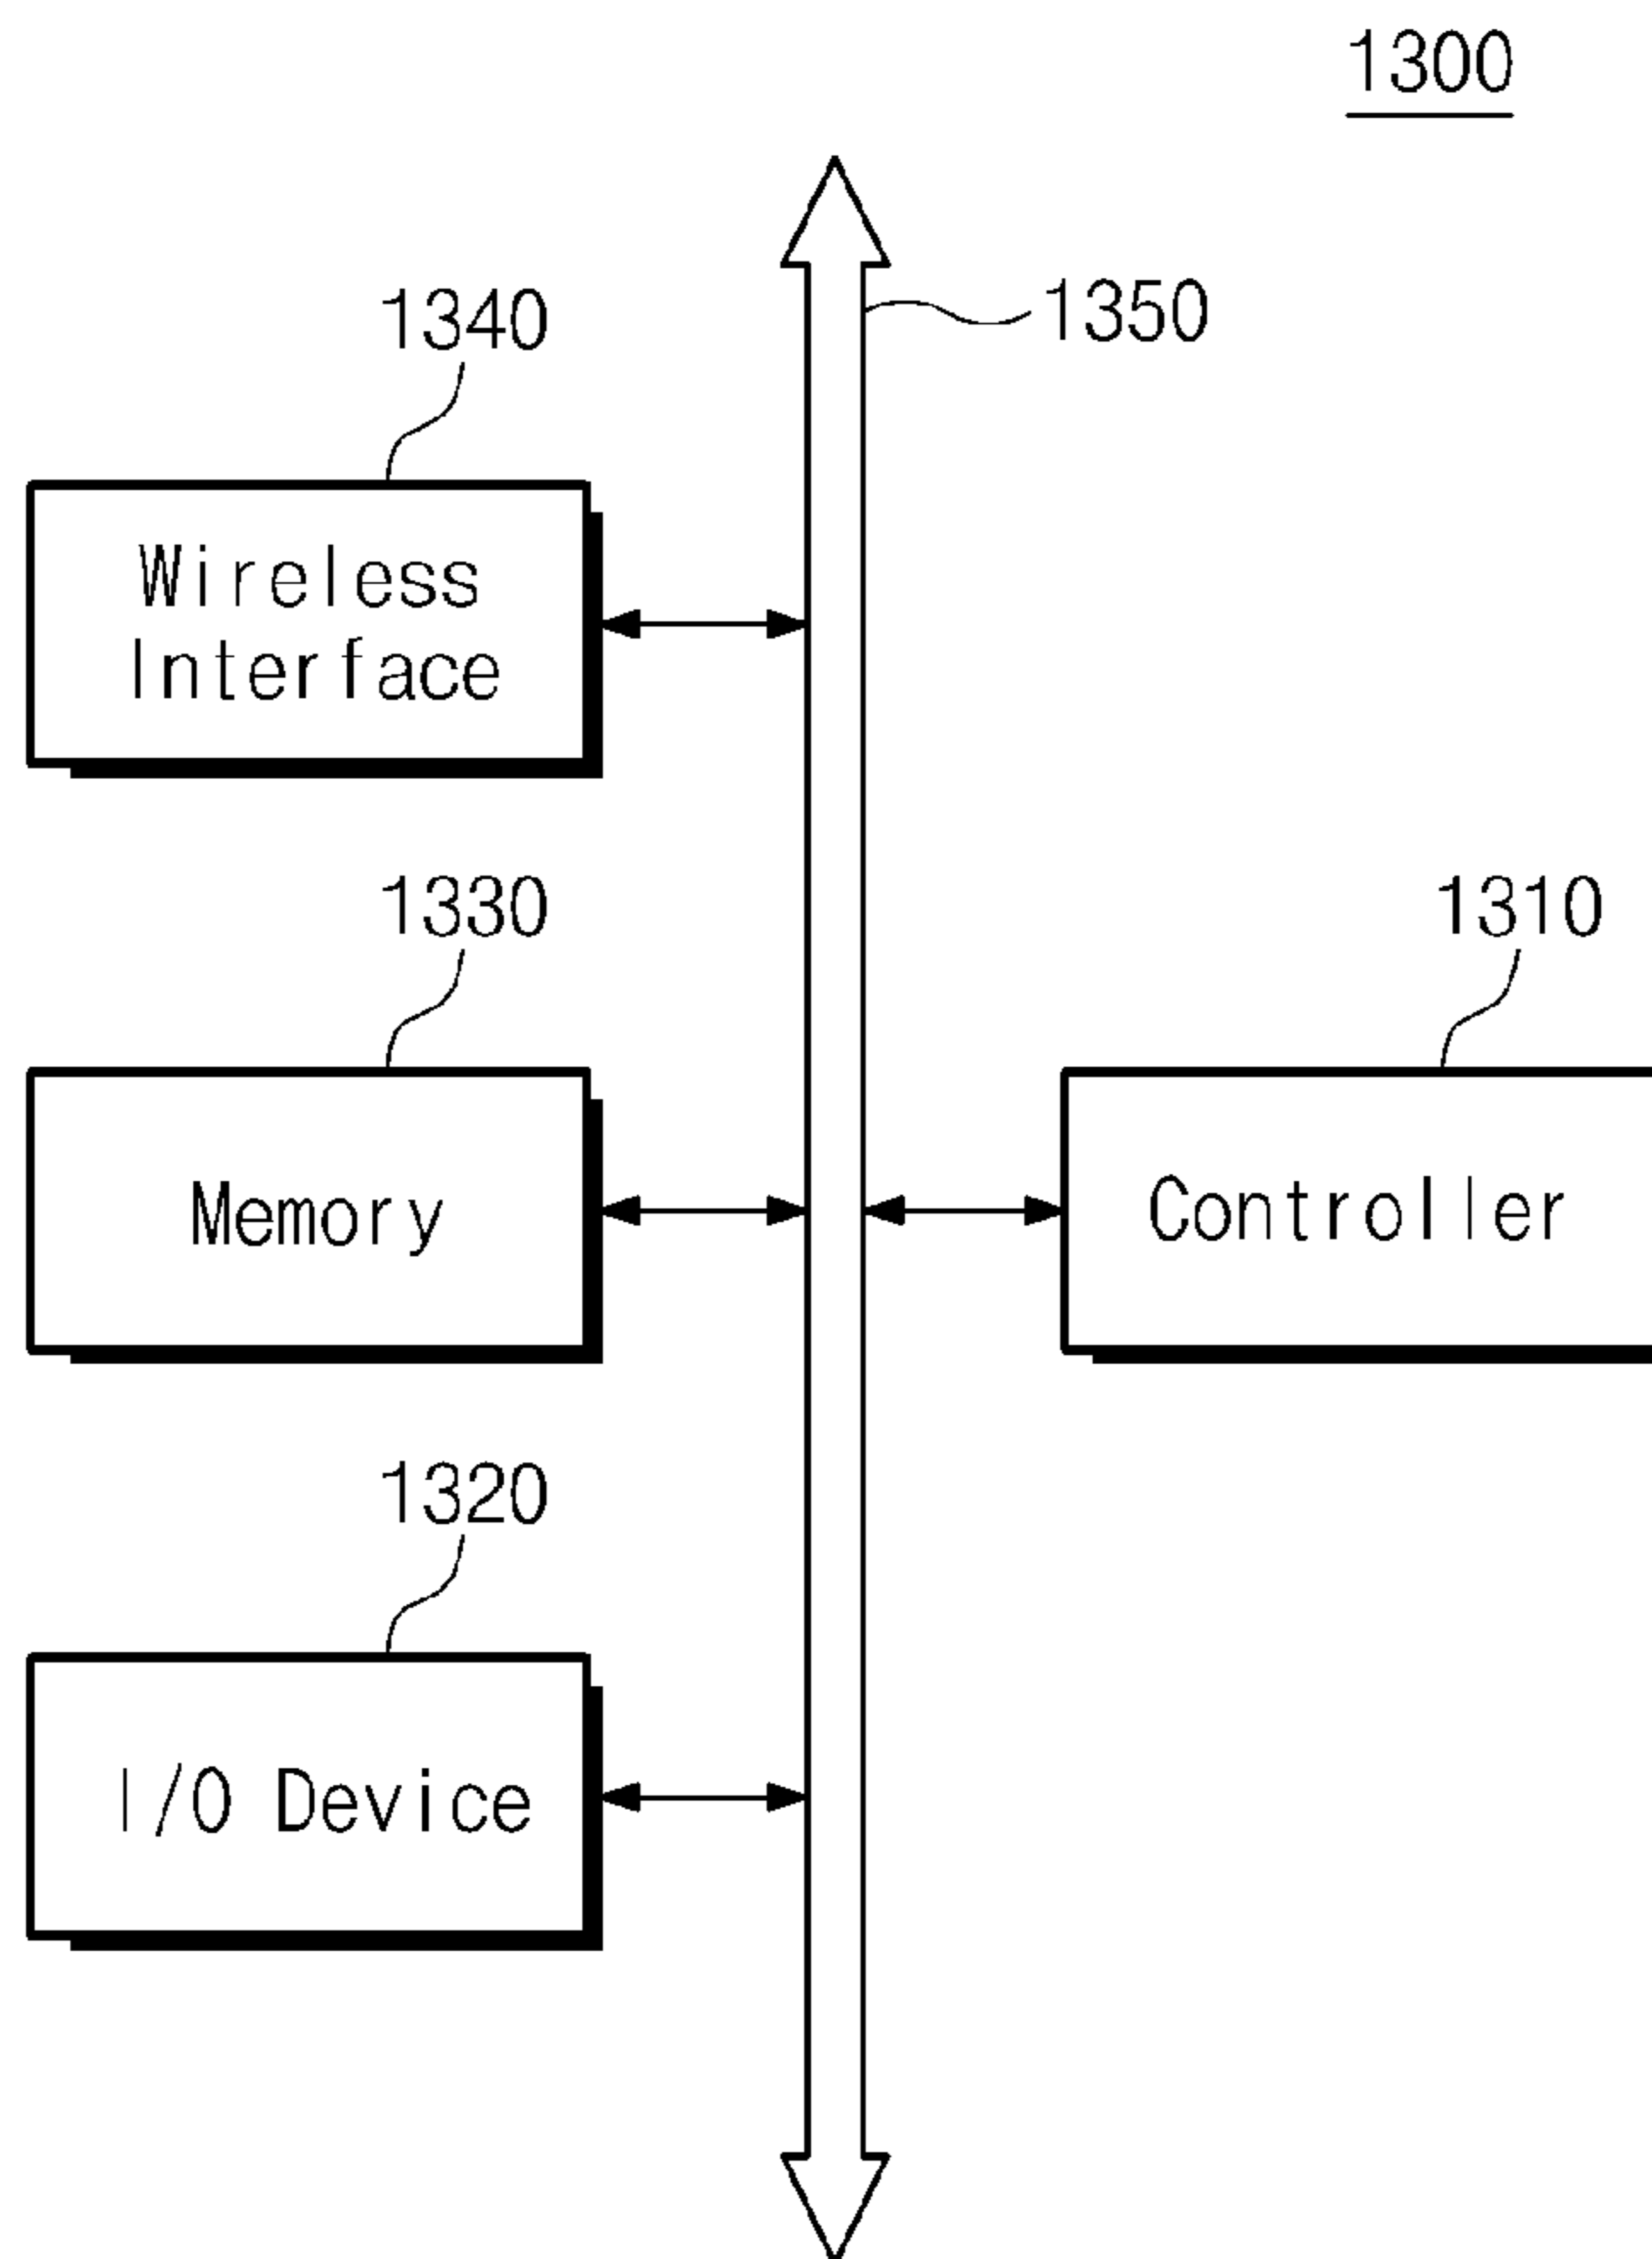 1300
1350
1340
Wireless
Interface
1330
1310
Memory
Controller
1320
I/O Device